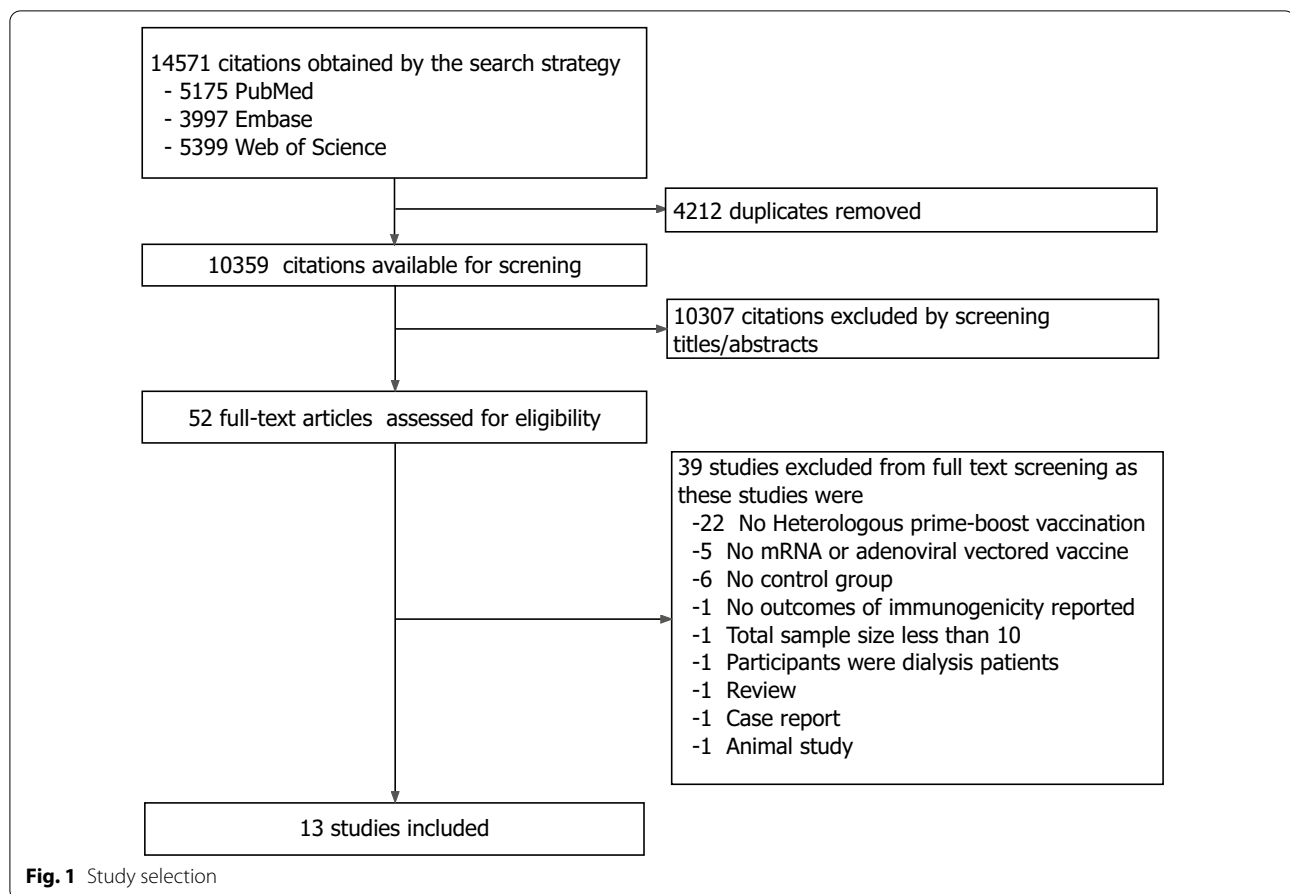 14571 citations obtained by the search strategy
- 5175 PubMed
- 3997 Embase
- 5399 Web of Science
4212 duplicates removed
10359 citations available for screning
10307 citations excluded by screening
titles/abstracts
52 full-text articles assessed for eligibility
39 studies excluded from full text screening as
these studies were
-22 No Heterologous prime-boost vaccination
-5 No mRNA or adenoviral vectored vaccine
-6 No control group
-1 No outcomes of immunogenicity reported
-1 Total sample size less than 10
-1 Participants were dialysis patients
-1 Review
-1 Case report
-1 Animal study
13 studies included
Fig. 1 Study selection